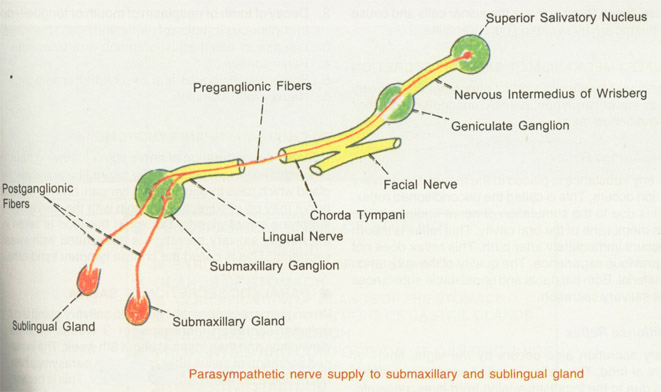 Superior Salivatory Nucleus
Preganglionic Fibers
Nervous Intermedius of Wrisberg
Geniculate Ganglion
Facial Nerve
Postganglionic
Fibers
Chorda Tympani
Lingual Nerve
Submaxillary Ganglion
Sublingual Gland
Submaxillary Gland
Parasympathetic nerve supply to submaxillary and sublingual gland